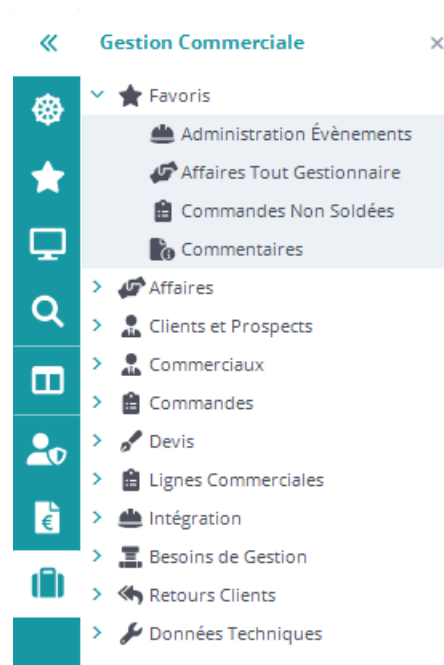 Gestion Commerciale
Favoris
Administration Évènements
Affaires Tout Gestionnaire
Commandes Non Soldées
Commentaires
Affaires
Clients et Prospects
Commerciaux
Commandes
Devis
Lignes Commerciales
Intégration
Besoins de Gestion
Retours Clients
Données Techniques